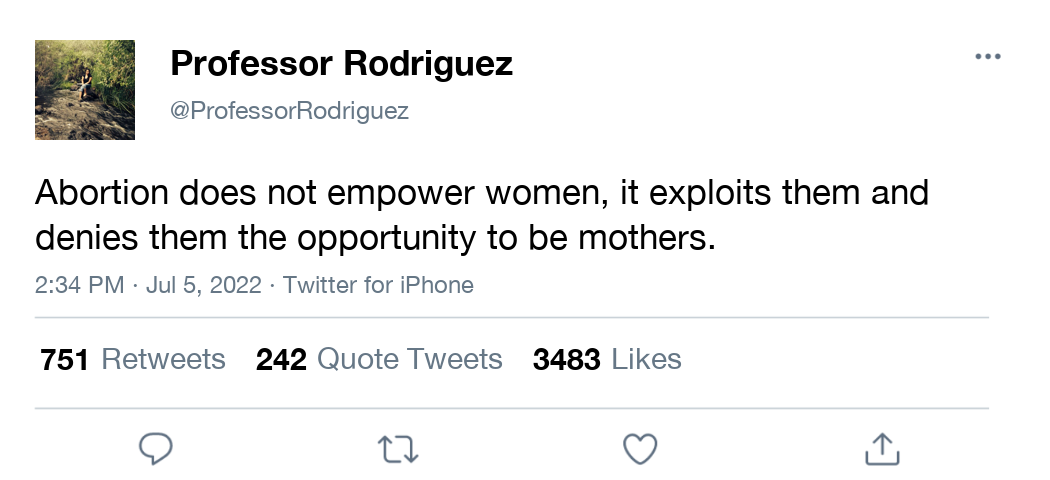 Professor Rodriguez
@ProfessorRodriguez
Abortion does not empower women, it exploits them and
denies them the opportunity to be mothers.
2:34 PM · Jul 5, 2022 · Twitter for iPhone
751 Retweets 242 Quote Tweets 3483 Likes